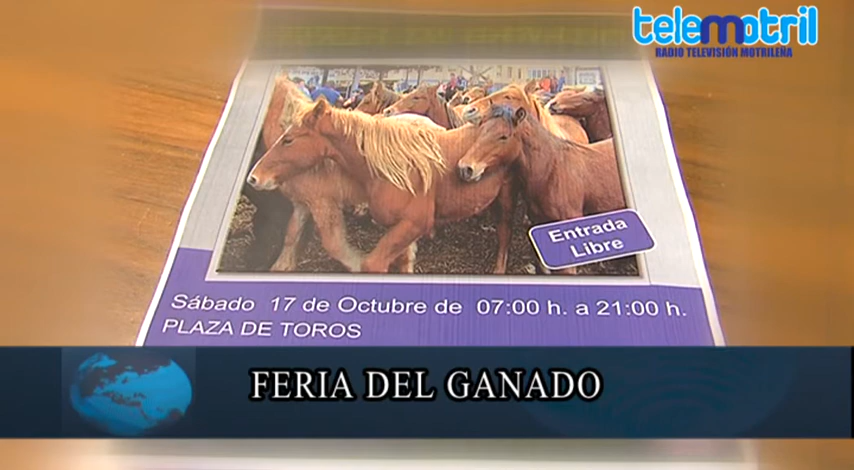 telemotril
RADIO TELEVISIÓN MOTRILEÑA
Entrada
Libre
Sábado 17 de Octubre de 07:00 h. a 21:00 h.
PLAZA DE TOROS
FERIA DEL GANADO